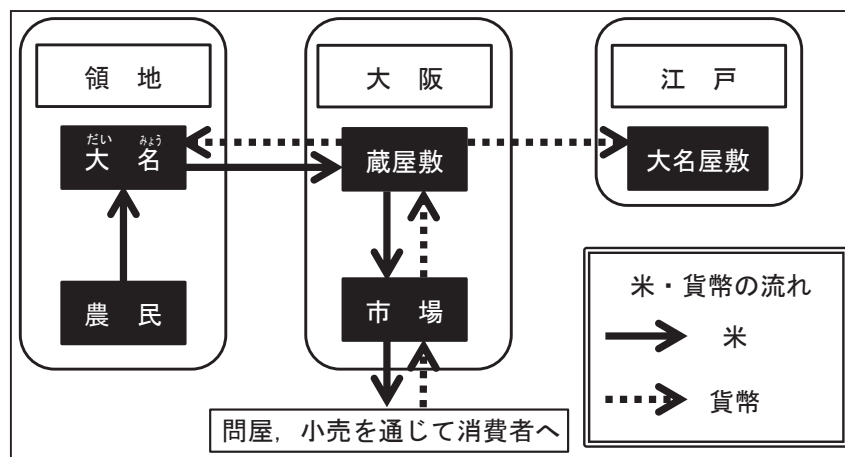 領 地
大 阪
江 戸
だい みょう
大 名
蔵屋敷
大名屋敷
農 民
市 場
問屋，小売を通じて消費者へ
米・貨幣の流れ
米
貨幣